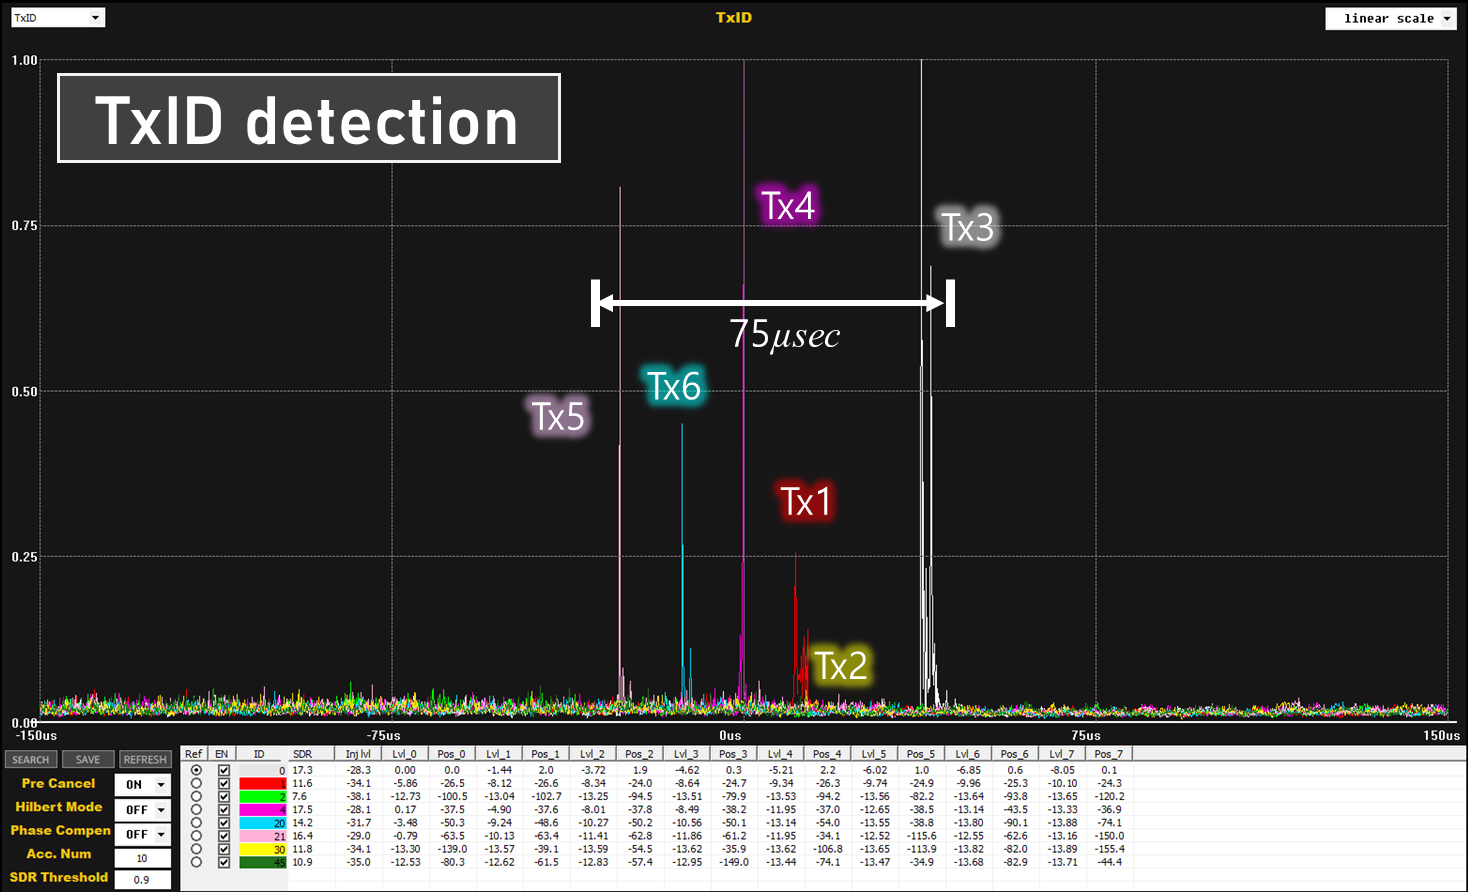 TxID
TxID
linear scale
1.00
TxID detection
Tx4
0.75
Tx3
75μsec
0.50
Tx6
Tx5
Tx1
0.25
Tx2
0.00
-150us -75us 0us 75us 150us
SEARCH SAVE REFRESH
Pre Cancel ON
Hilbert Mode OFF
Phase Compen OFF
Acc. Num 10
SDR Threshold 0.9
Ref EN ID SDR Inj lvl Lvl_0 Pos_0 Lvl_1 Pos_1 Lvl_2 Pos_2 Lvl_3 Pos_3 Lvl_4 Pos_4 Lvl_5 Pos_5 Lvl_6 Pos_6 Lvl_7 Pos_7
0 17.3 -28.3 0.00 0.0 -1.44 2.0 -3.72 1.9 -4.62 0.3 -5.21 2.2 -6.02 1.0 -6.85 0.6 -8.05 0.1
1 11.6 -34.1 -5.86 -26.5 -8.12 -26.6 -8.34 -24.0 -8.64 -24.7 -9.34 -26.3 -9.74 -24.9 -9.96 -25.3 -10.10 -24.3
2 7.6 -38.1 -12.73 -100.5 -13.04 -102.7 -13.25 -94.5 -13.51 -79.9 -13.53 -94.2 -13.56 -82.2 -13.64 -93.8 -13.65 -120.2
4 17.5 -28.1 0.17 -37.5 -4.90 -37.6 -8.01 -37.8 -8.49 -38.2 -11.95 -37.0 -12.65 -38.5 -13.14 -43.5 -13.33 -36.9
20 14.2 -31.7 -3.48 -50.3 -9.24 -48.6 -10.27 -50.2 -10.56 -50.1 -13.14 -54.0 -13.55 -38.8 -13.80 -90.1 -13.88 -74.1
21 16.4 -29.0 -0.79 -63.5 -10.13 -63.4 -11.41 -62.8 -11.86 -61.2 -11.95 -34.1 -12.52 -115.6 -12.55 -62.6 -13.16 -150.0
30 11.8 -34.1 -13.30 -139.0 -13.57 -39.1 -13.59 -54.5 -13.62 -35.9 -13.62 -106.8 -13.65 -113.9 -13.82 -82.0 -13.89 -155.4
45 10.9 -35.0 -12.53 -80.3 -12.62 -61.5 -12.83 -57.4 -12.95 -149.0 -13.44 -74.1 -13.47 -34.9 -13.68 -82.9 -13.71 -44.4